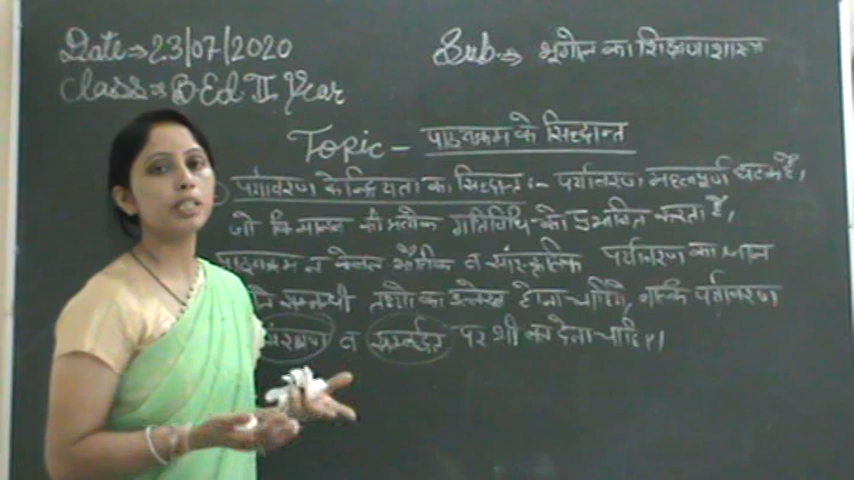 Date → 23/07/2020
Sub. → भूगोल का शिक्षणशास्त्र
Class → B.Ed. II Year
Topic - पाठ्यक्रम के सिद्धान्त
पर्यावरण केन्द्रियता का सिद्धान्त :- पर्यावरण महत्वपूर्ण घटक है,
जो कि मानव की प्रत्येक गतिविधि को प्रभावित करता है,
पाठ्यक्रम न केवल भौतिक व सांस्कृतिक पर्यावरण का ज्ञान
सम्बन्धी तथ्यों का उल्लेख होना चाहिये, बल्कि पर्यावरण
संरक्षण व सम्वर्द्धन पर भी बल देना चाहिए।